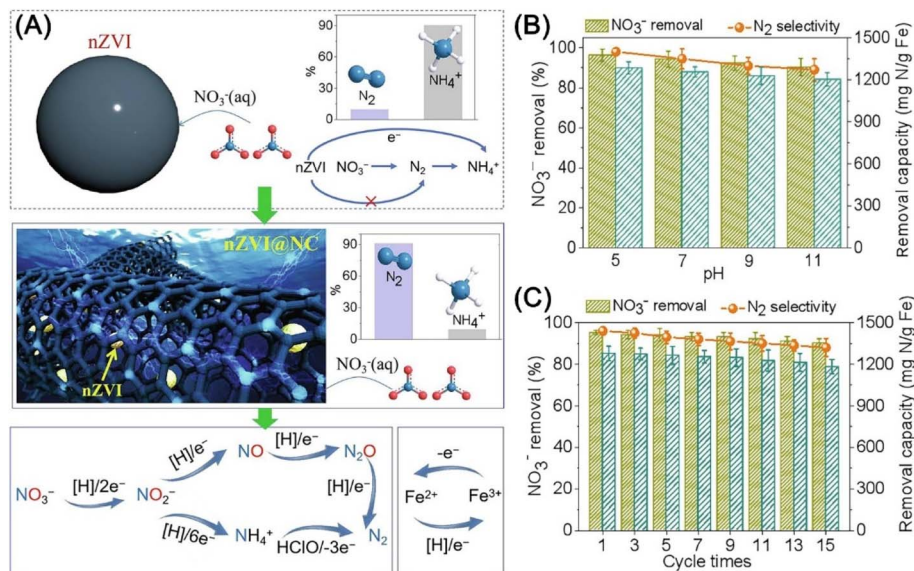 (A)
nZVI
NO₃⁻(aq)
90
60
30
0
%
N₂
NH₄⁺
e⁻
nZVI NO₃⁻ N₂ NH₄⁺
nZVI@NC
nZVI
90
60
30
0
%
N₂
NH₄⁺
NO₃⁻(aq)
NO₃⁻
[H]/2e⁻
NO₂⁻
[H]/e⁻
NO
[H]/e⁻
N₂O
[H]/e⁻
[H]/6e⁻
NH₄⁺
HClO/-3e⁻
N₂
-e⁻
Fe²⁺ Fe³⁺
[H]/e⁻
(B)
NO₃⁻ removal N₂ selectivity
NO₃⁻ removal (%)
100
80
60
40
20
0
5 7 9 11
pH
1500
1200
900
600
300
0
Removal capacity (mg N/g Fe)
(C)
NO₃⁻ removal N₂ selectivity
NO₃⁻ removal (%)
100
80
60
40
20
0
1 3 5 7 9 11 13 15
Cycle times
1500
1200
900
600
300
0
Removal capacity (mg N/g Fe)